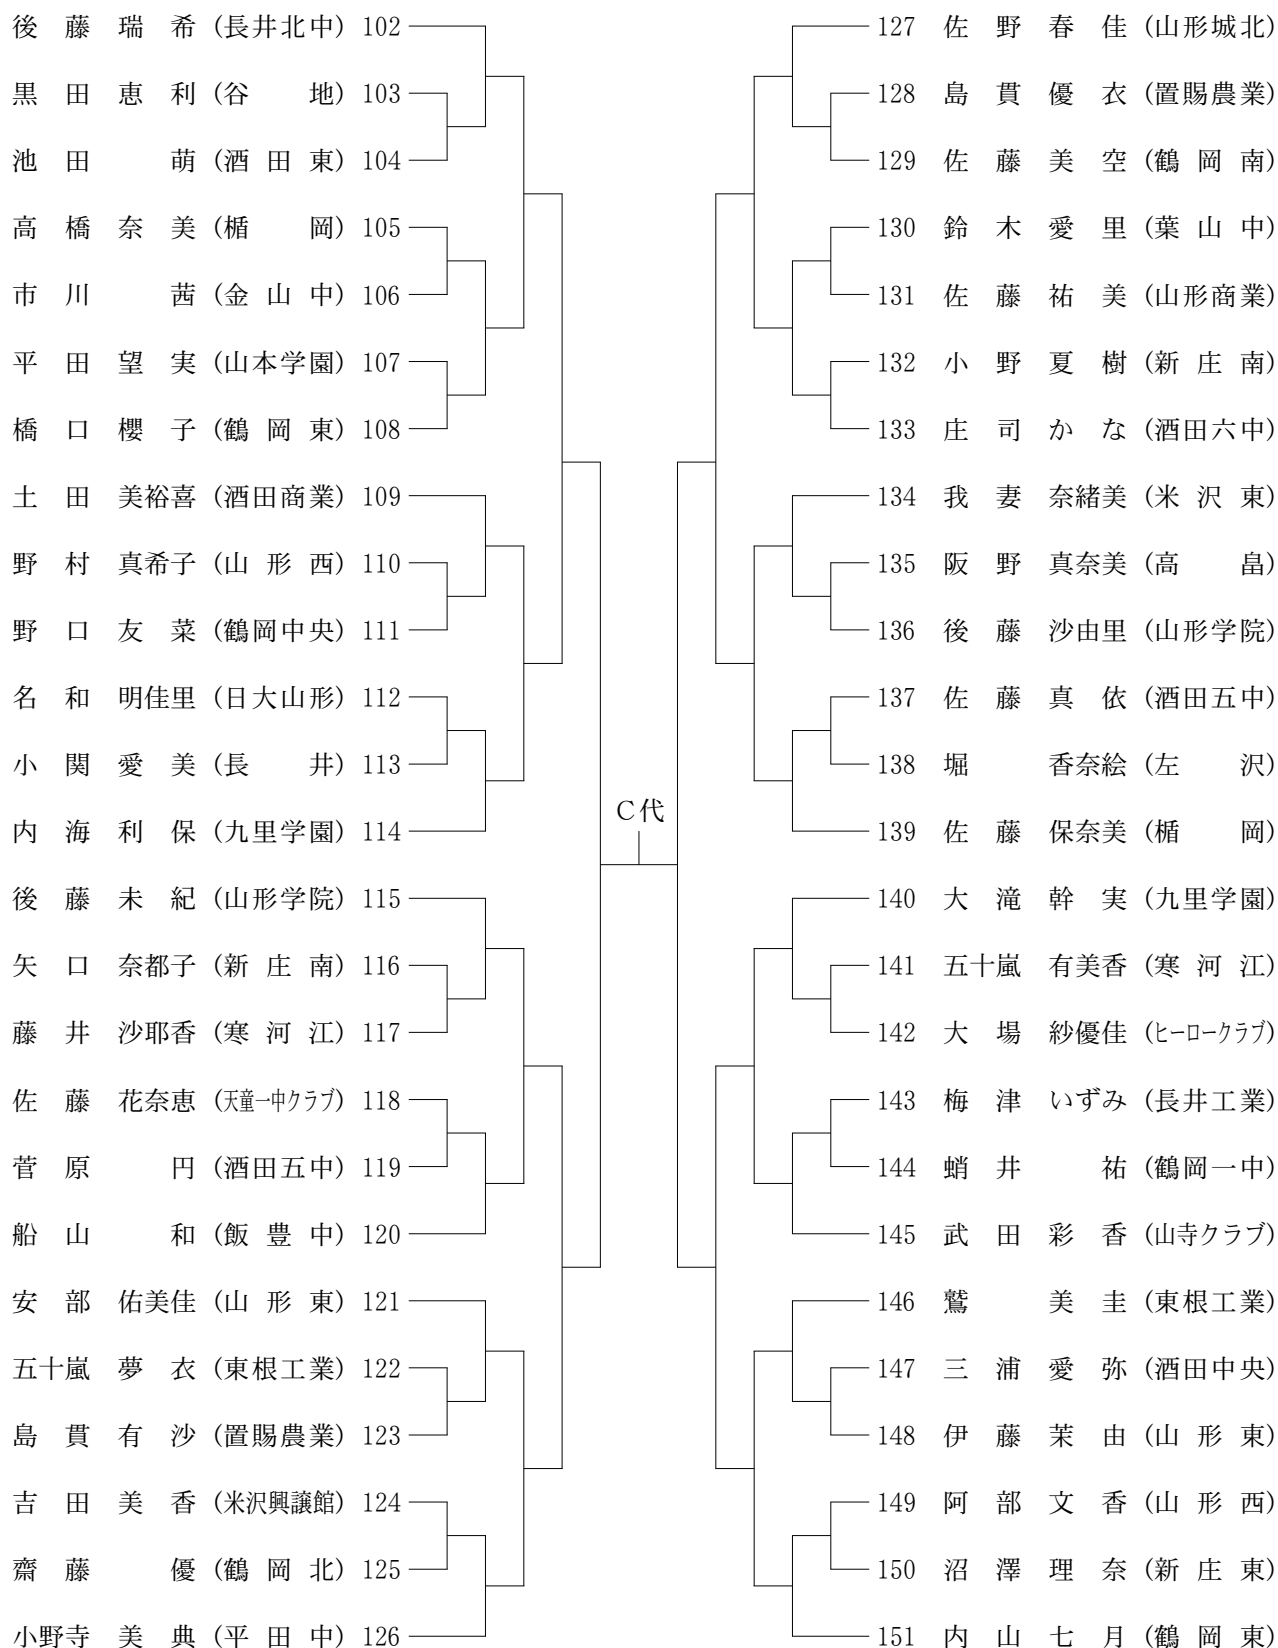 後藤瑞希 (長井北中) 102
黒田恵利 (谷地) 103
池田萌 (酒田東) 104
高橋奈美 (楯岡) 105
市川茜 (金山中) 106
平田望実 (山本学園) 107
橋口櫻子 (鶴岡東) 108
土田美裕喜 (酒田商業) 109
野村真希子 (山形西) 110
野口友菜 (鶴岡中央) 111
名和明佳里 (日大山形) 112
小関愛美 (長井) 113
内海利保 (九里学園) 114
後藤未紀 (山形学院) 115
矢口奈都子 (新庄南) 116
藤井沙耶香 (寒河江) 117
佐藤花奈恵 (天童一中クラブ) 118
菅原円 (酒田五中) 119
船山和 (飯豊中) 120
安部佑美佳 (山形東) 121
五十嵐夢衣 (東根工業) 122
島貫有沙 (置賜農業) 123
吉田美香 (米沢興譲館) 124
齋藤優 (鶴岡北) 125
小野寺美典 (平田中) 126
C代
127 佐野春佳 (山形城北)
128 島貫優衣 (置賜農業)
129 佐藤美空 (鶴岡南)
130 鈴木愛里 (葉山中)
131 佐藤祐美 (山形商業)
132 小野夏樹 (新庄南)
133 庄司かな (酒田六中)
134 我妻奈緒美 (米沢東)
135 阪野真奈美 (高畠)
136 後藤沙由里 (山形学院)
137 佐藤真依 (酒田五中)
138 堀香奈絵 (左沢)
139 佐藤保奈美 (楯岡)
140 大滝幹実 (九里学園)
141 五十嵐有美香 (寒河江)
142 大場紗優佳 (ヒーロークラブ)
143 梅津いずみ (長井工業)
144 蛸井祐 (鶴岡一中)
145 武田彩香 (山寺クラブ)
146 鷲美圭 (東根工業)
147 三浦愛弥 (酒田中央)
148 伊藤茉由 (山形東)
149 阿部文香 (山形西)
150 沼澤理奈 (新庄東)
151 内山七月 (鶴岡東)